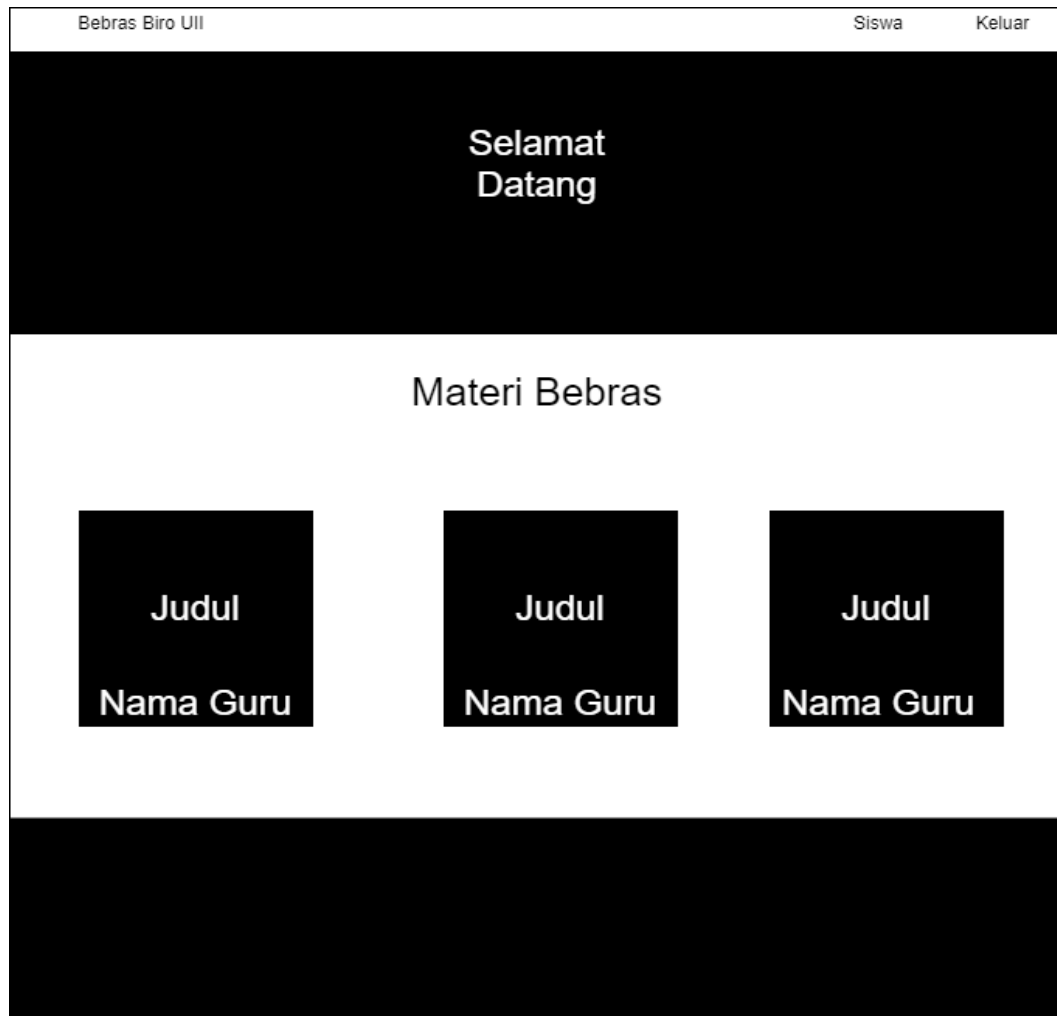 Bebras Biro UII
Siswa
Keluar
Selamat
Datang
Materi Bebras
Judul
Judul
Judul
Nama Guru
Nama Guru
Nama Guru